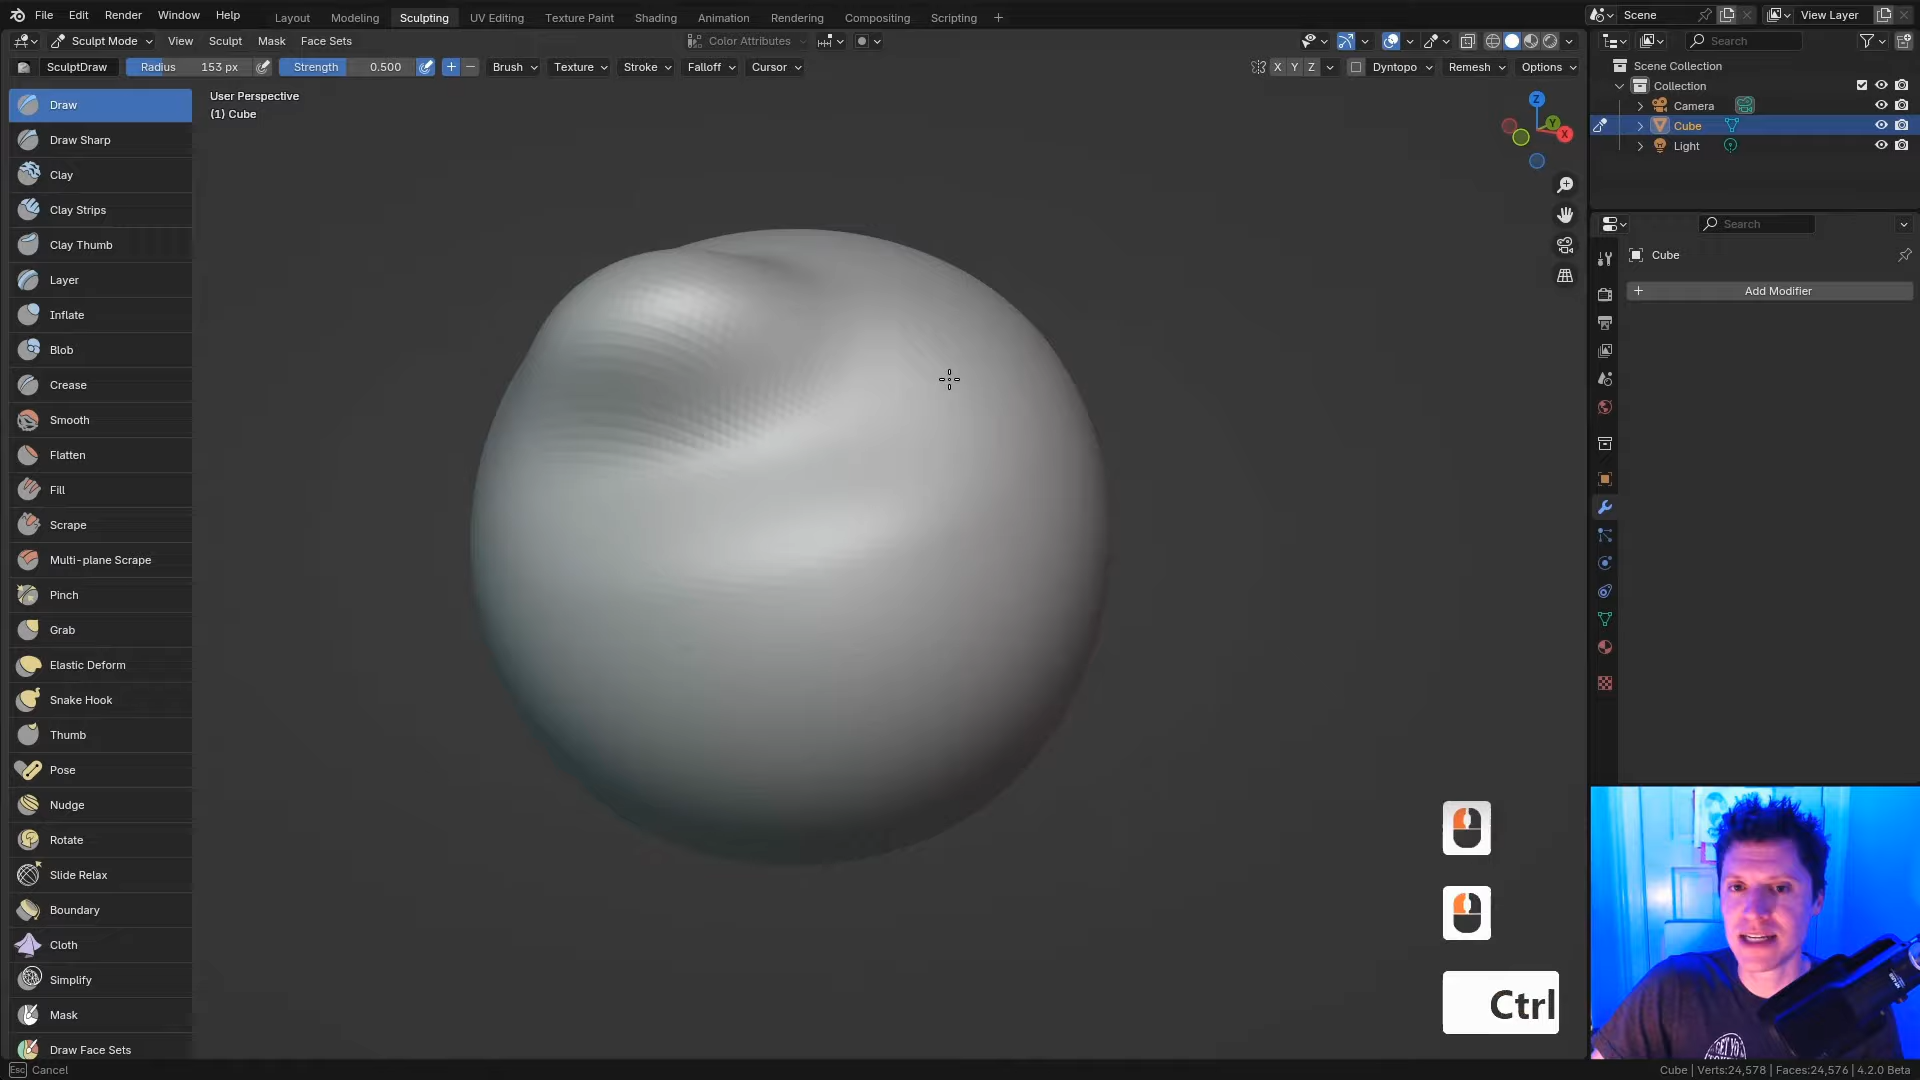 File Edit Render Window Help Layout Modeling Sculpting UV Editing Texture Paint Shading Animation Rendering Compositing Scripting + Scene View Layer
Sculpt Mode View Sculpt Mask Face Sets Color Attributes Search
SculptDraw Radius 153 px Strength 0.500 + − Brush Texture Stroke Falloff Cursor X Y Z Dyntopo Remesh Options
Scene Collection
Collection
Camera
Cube
Light
User Perspective
(1) Cube
Z
Y
X
Search
Cube
+ Add Modifier
Draw
Draw Sharp
Clay
Clay Strips
Clay Thumb
Layer
Inflate
Blob
Crease
Smooth
Flatten
Fill
Scrape
Multi-plane Scrape
Pinch
Grab
Elastic Deform
Snake Hook
Thumb
Pose
Nudge
Rotate
Slide Relax
Boundary
Cloth
Simplify
Mask
Draw Face Sets
Ctrl
Esc Cancel
Cube | Verts:24,578 | Faces:24,576 | 4.2.0 Beta